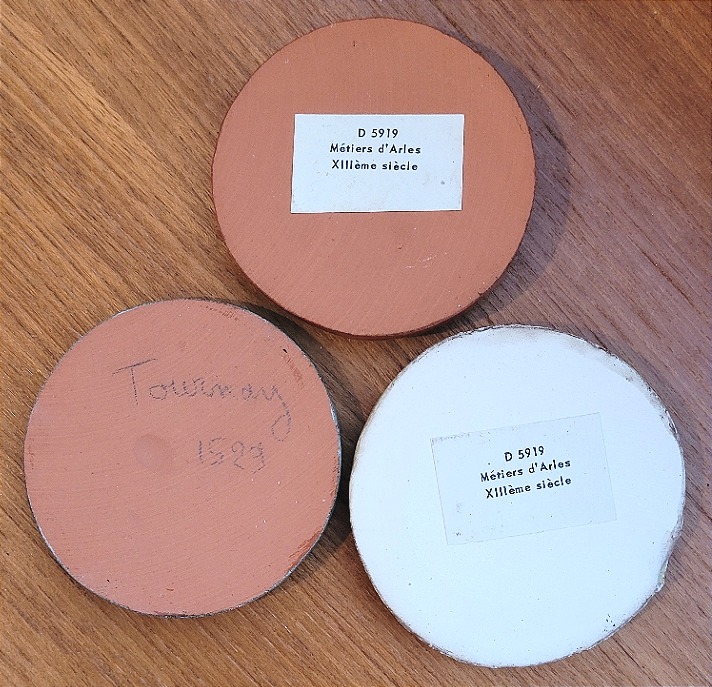 D 5919
Métiers d'Arles
XIIIème siècle
Tournay
1529
D 5919
Métiers d'Arles
XIIIème siècle